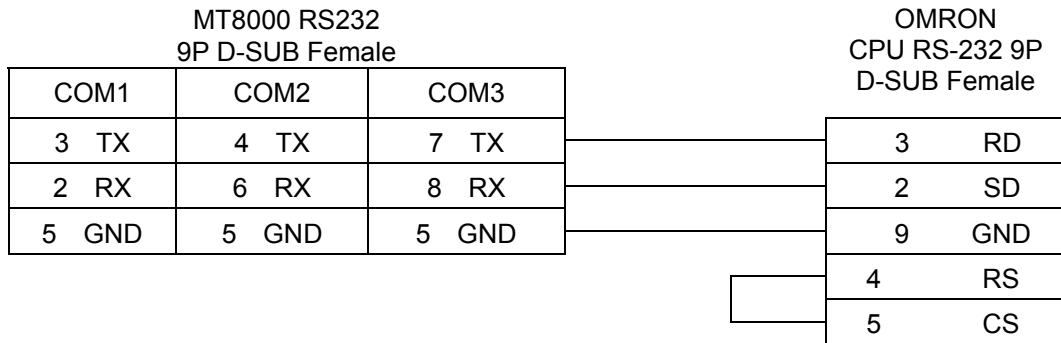 MT8000 RS232
9P D-SUB Female
OMRON
CPU RS-232 9P
D-SUB Female
COM1 COM2 COM3
3 TX 4 TX 7 TX 3 RD
2 RX 6 RX 8 RX 2 SD
5 GND 5 GND 5 GND 9 GND
4 RS
5 CS